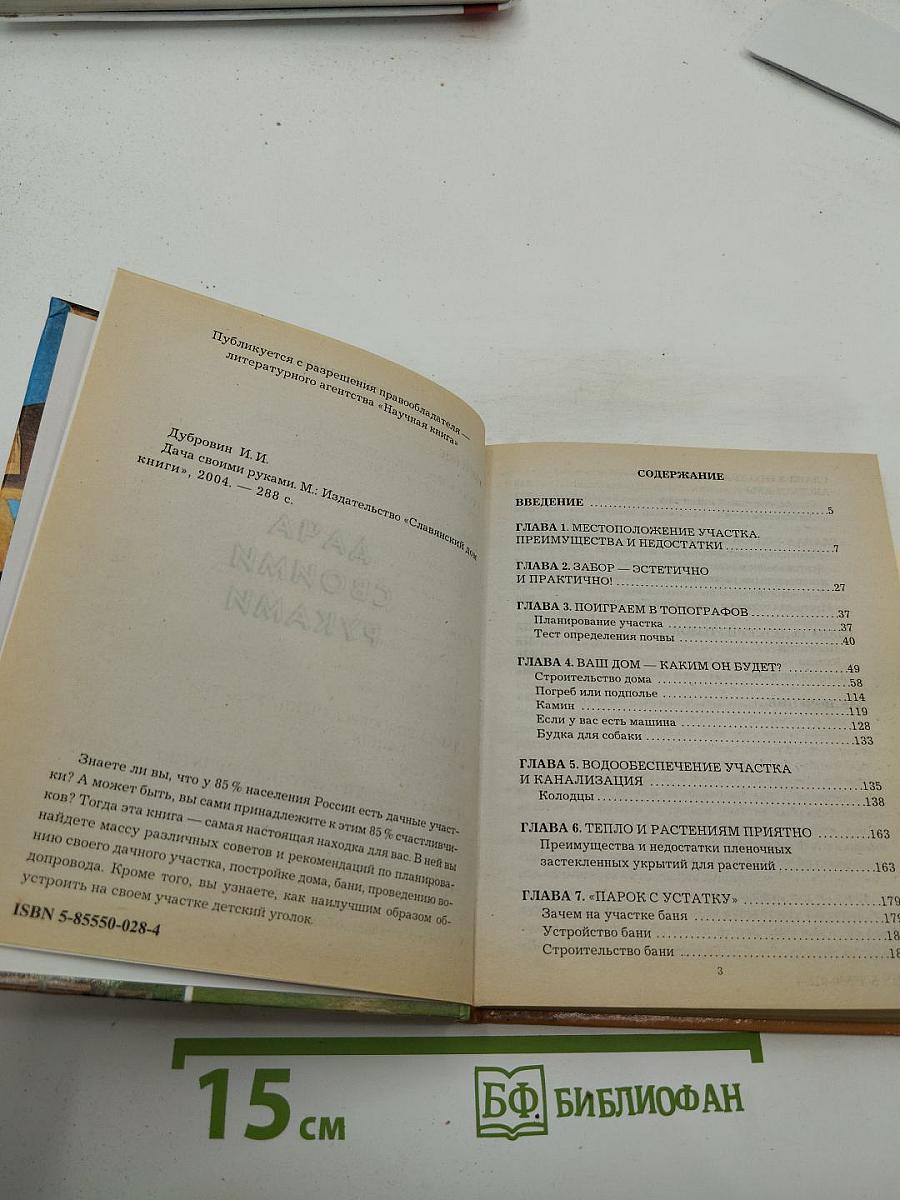 Публикуется с разрешения правообладателя —
литературного агентства «Научная книга»
Дубровин И. И.
Дача своими руками. М.: Издательство «Славянский дом
книги», 2004. — 288 с.
ДАЧА
СВОИМИ
РУКАМИ
Знаете ли вы, что у 85 % населения России есть дачные участ-
ки? А может быть, вы сами принадлежите к этим 85 % счастливчи-
ков? Тогда эта книга — самая настоящая находка для вас. В ней вы
найдете массу различных советов и рекомендаций по планирова-
нию своего дачного участка, постройке дома, бани, проведению во-
допровода. Кроме того, вы узнаете, как наилучшим образом об-
устроить на своем участке детский уголок.
ISBN 5-85550-028-4
СОДЕРЖАНИЕ
ВВЕДЕНИЕ ..... 5
ГЛАВА 1. МЕСТОПОЛОЖЕНИЕ УЧАСТКА.
ПРЕИМУЩЕСТВА И НЕДОСТАТКИ ..... 7
ГЛАВА 2. ЗАБОР — ЭСТЕТИЧНО
И ПРАКТИЧНО! ..... 27
ГЛАВА 3. ПОИГРАЕМ В ТОПОГРАФОВ ..... 37
Планирование участка ..... 37
Тест определения почвы ..... 40
ГЛАВА 4. ВАШ ДОМ — КАКИМ ОН БУДЕТ? ..... 49
Строительство дома ..... 58
Погреб или подполье ..... 114
Камин ..... 119
Если у вас есть машина ..... 128
Будка для собаки ..... 133
ГЛАВА 5. ВОДООБЕСПЕЧЕНИЕ УЧАСТКА
И КАНАЛИЗАЦИЯ ..... 135
Колодцы ..... 138
ГЛАВА 6. ТЕПЛО И РАСТЕНИЯМ ПРИЯТНО ..... 163
Преимущества и недостатки пленочных
застекленных укрытий для растений ..... 163
ГЛАВА 7. «ПАРОК С УСТАТКУ» ..... 179
Зачем на участке баня ..... 179
Устройство бани ..... 18
Строительство бани ..... 18
3
15 см
БФ БИБЛИОФАН